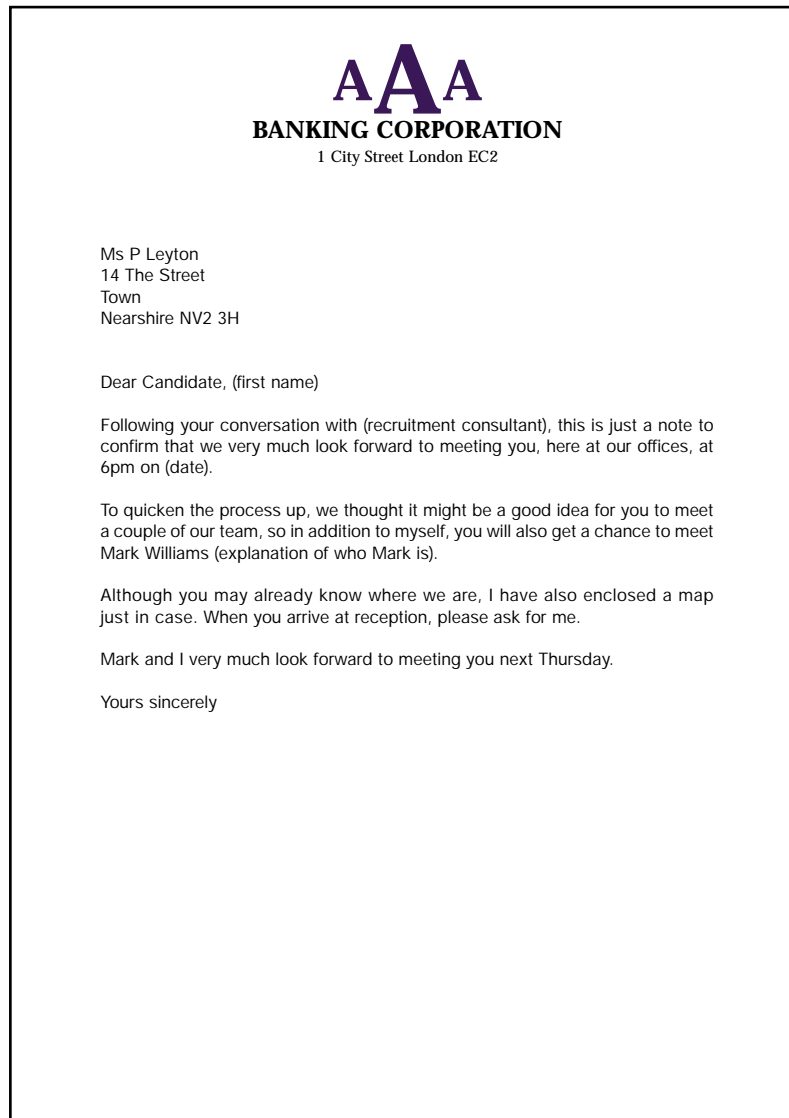 AAA
BANKING CORPORATION
1 City Street London EC2
Ms P Leyton
14 The Street
Town
Nearshire NV2 3H
Dear Candidate, (first name)
Following your conversation with (recruitment consultant), this is just a note to
confirm that we very much look forward to meeting you, here at our offices, at
6pm on (date).
To quicken the process up, we thought it might be a good idea for you to meet
a couple of our team, so in addition to myself, you will also get a chance to meet
Mark Williams (explanation of who Mark is).
Although you may already know where we are, I have also enclosed a map
just in case. When you arrive at reception, please ask for me.
Mark and I very much look forward to meeting you next Thursday.
Yours sincerely